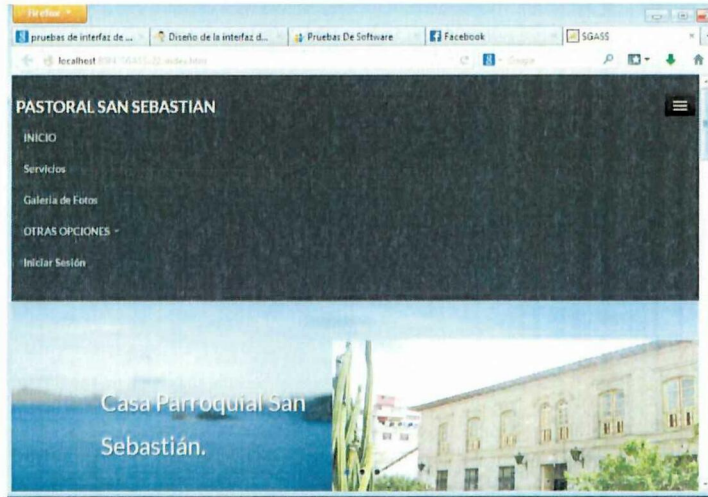 Firefox
pruebas de interfaz de ... Diseño de la interfaz d... Pruebas De Software Facebook SGASS
localhost
Google
PASTORAL SAN SEBASTIAN
INICIO
Servicios
Galeria de Fotos
OTRAS OPCIONES
Iniciar Sesión
Casa Parroquial San
Sebastián.